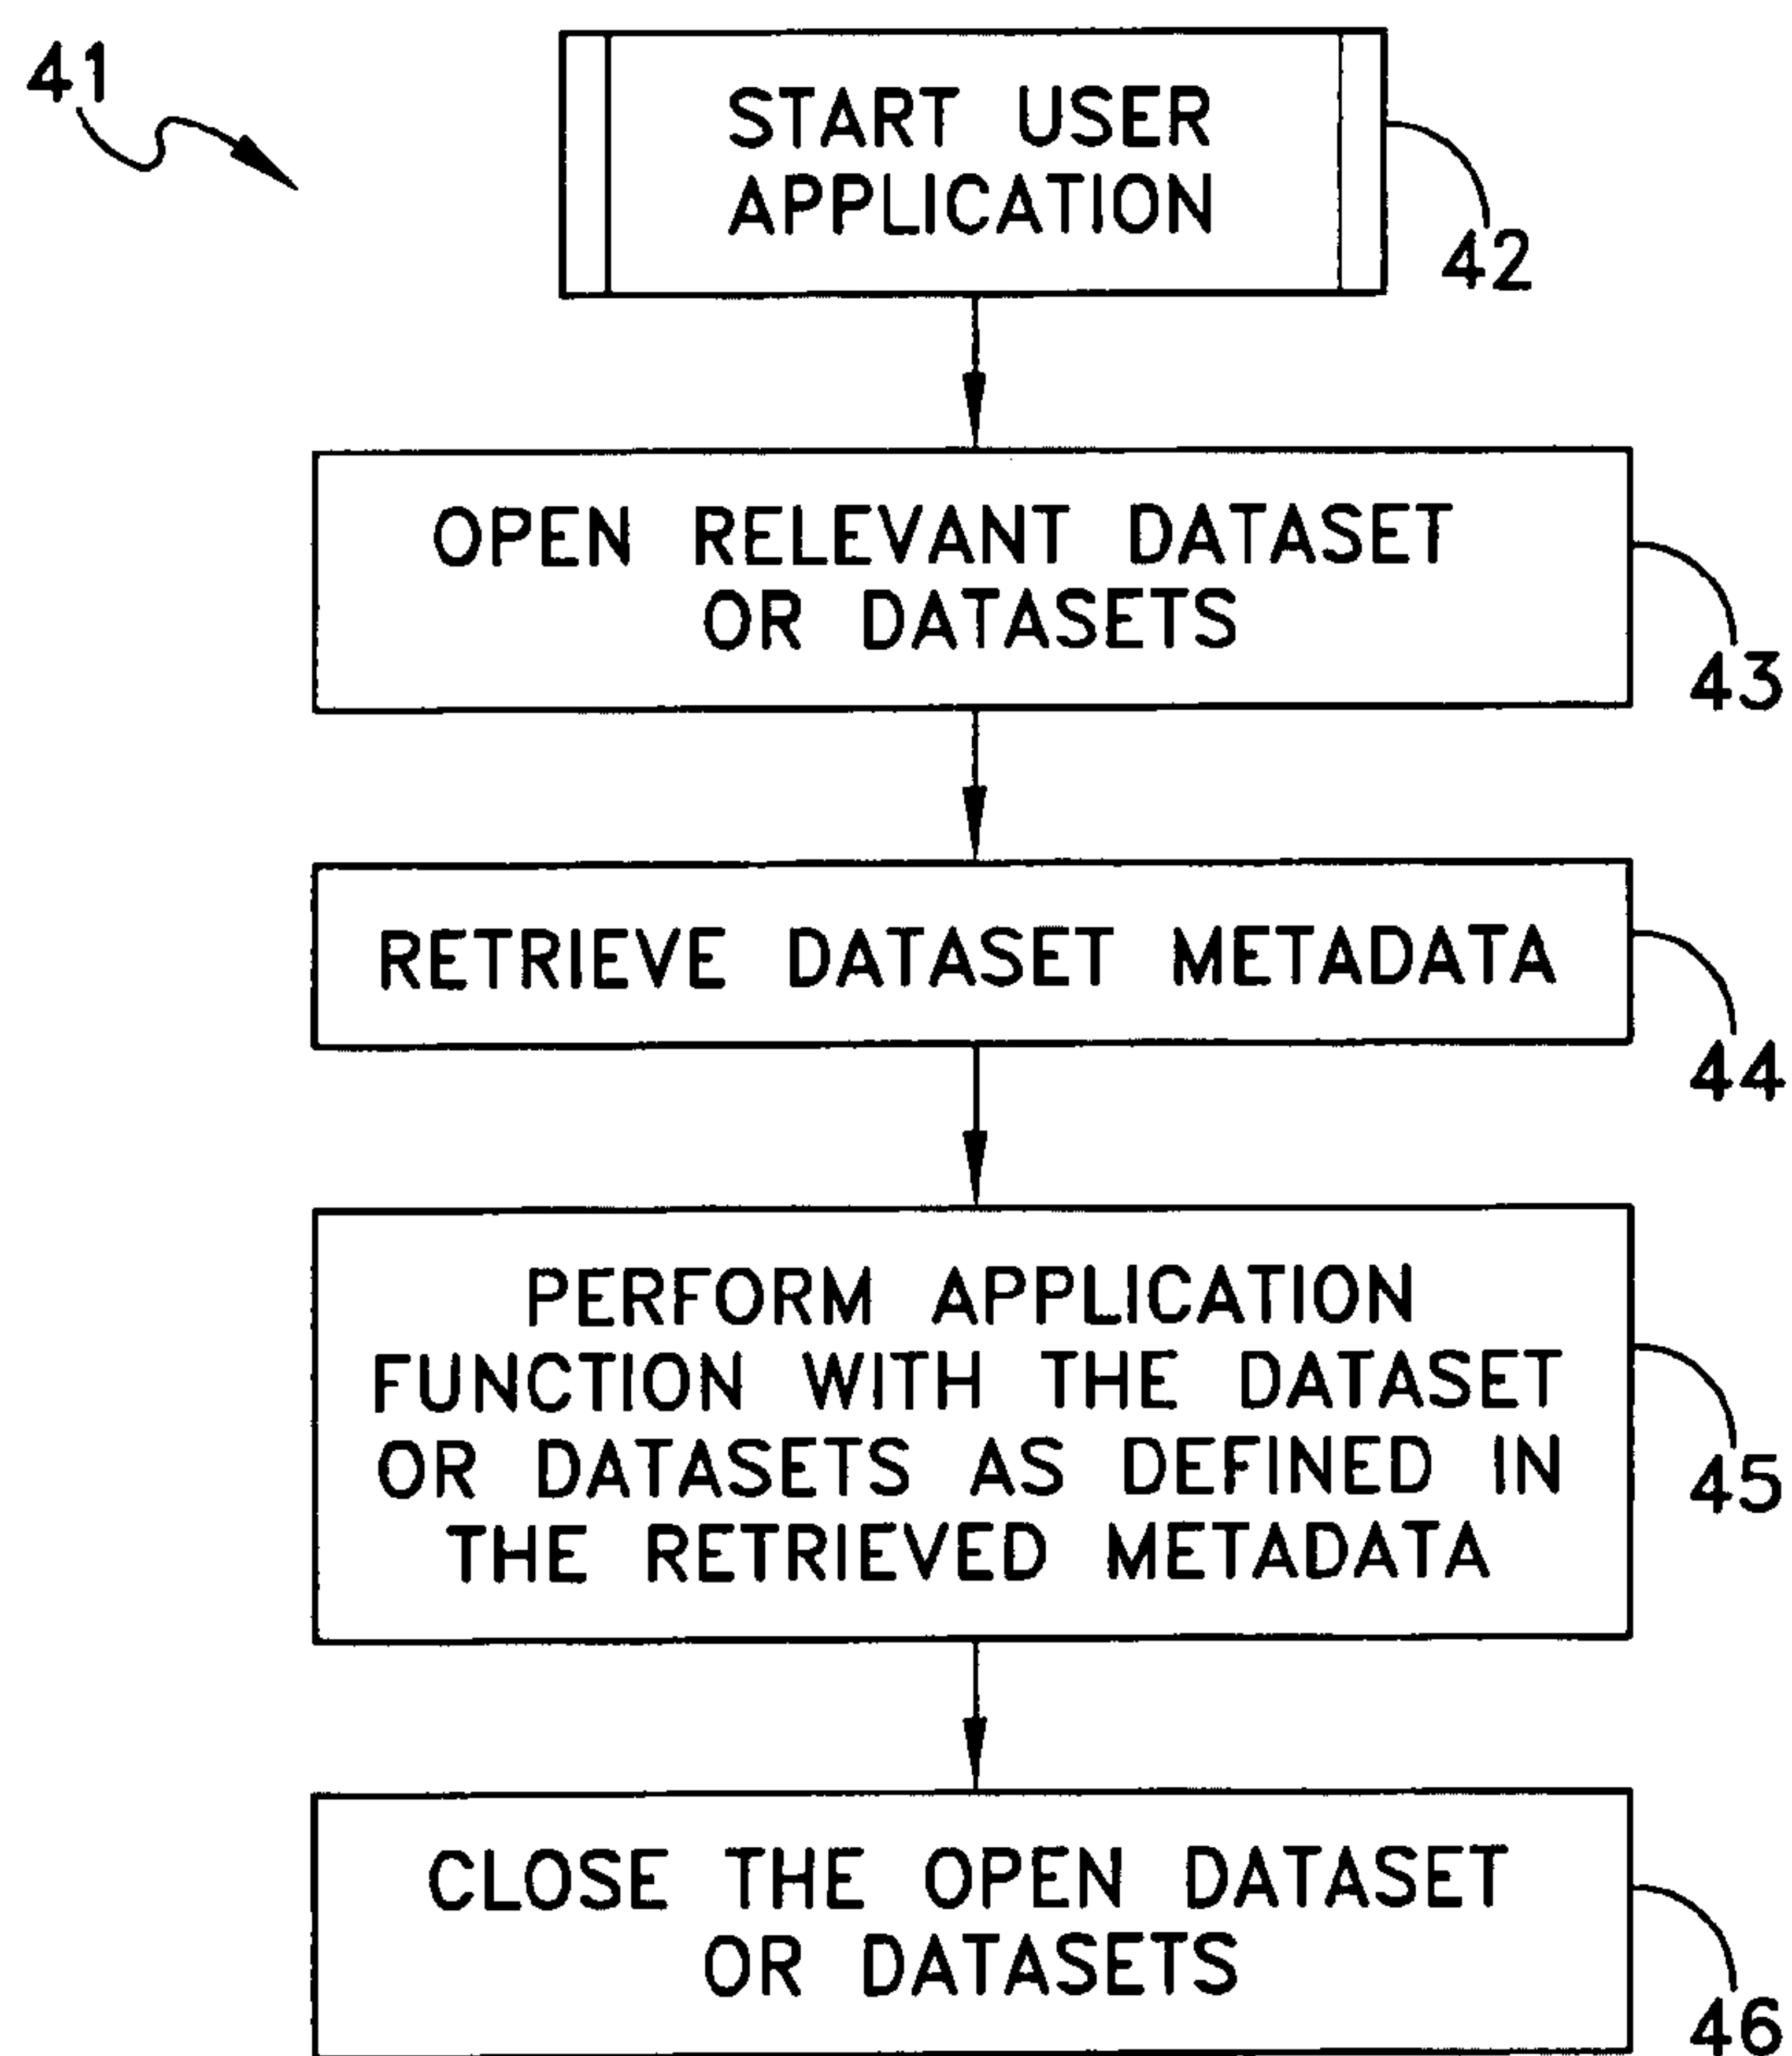 41
START USER
APPLICATION
42
OPEN RELEVANT DATASET
OR DATASETS
43
RETRIEVE DATASET METADATA
44
PERFORM APPLICATION
FUNCTION WITH THE DATASET
OR DATASETS AS DEFINED IN
THE RETRIEVED METADATA
45
CLOSE THE OPEN DATASET
OR DATASETS
46